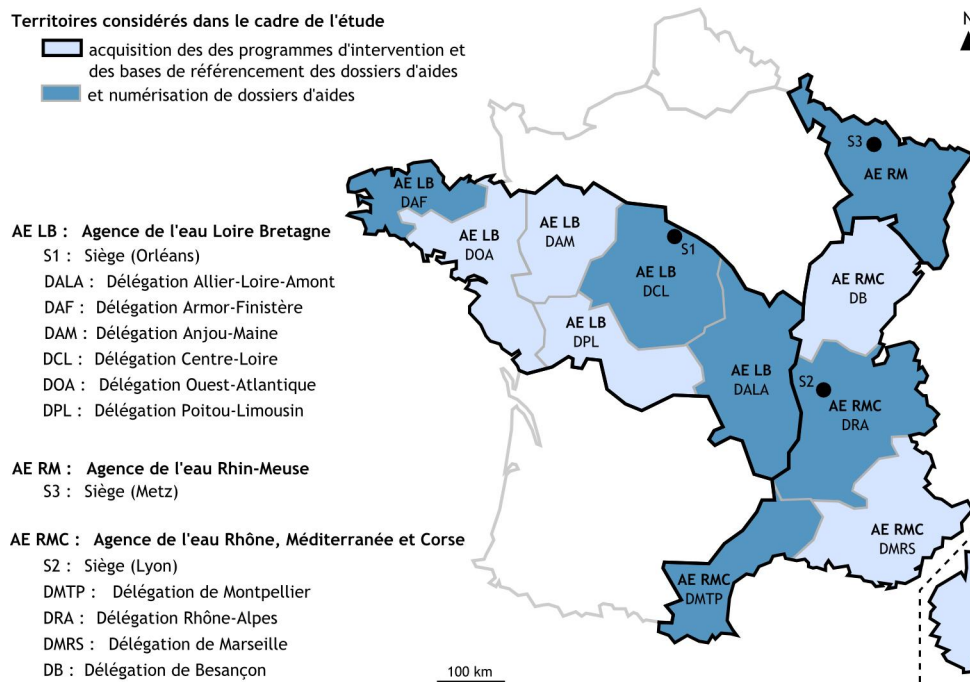 Territoires considérés dans le cadre de l'étude
acquisition des des programmes d'intervention et
des bases de référencement des dossiers d'aides
et numérisation de dossiers d'aides
N
S3
AE RM
AE LB
DAF
AE LB
DOA
AE LB
DAM
S1
AE LB
DCL
AE RMC
DB
AE LB
DPL
AE LB
DALA
S2
AE RMC
DRA
AE RMC
DMRS
AE RMC
DMTP
AE LB : Agence de l'eau Loire Bretagne
S1 : Siège (Orléans)
DALA : Délégation Allier-Loire-Amont
DAF : Délégation Armor-Finistère
DAM : Délégation Anjou-Maine
DCL : Délégation Centre-Loire
DOA : Délégation Ouest-Atlantique
DPL : Délégation Poitou-Limousin
AE RM : Agence de l'eau Rhin-Meuse
S3 : Siège (Metz)
AE RMC : Agence de l'eau Rhône, Méditerranée et Corse
S2 : Siège (Lyon)
DMTP : Délégation de Montpellier
DRA : Délégation Rhône-Alpes
DMRS : Délégation de Marseille
DB : Délégation de Besançon
100 km